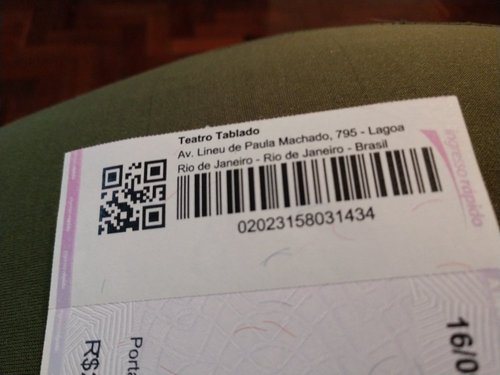 Teatro Tablado
Av. Lineu de Paula Machado, 795 - Lagoa
Rio de Janeiro - Rio de Janeiro - Brasil
02023158031434
ingresso rápido
16/0
Porta
R$